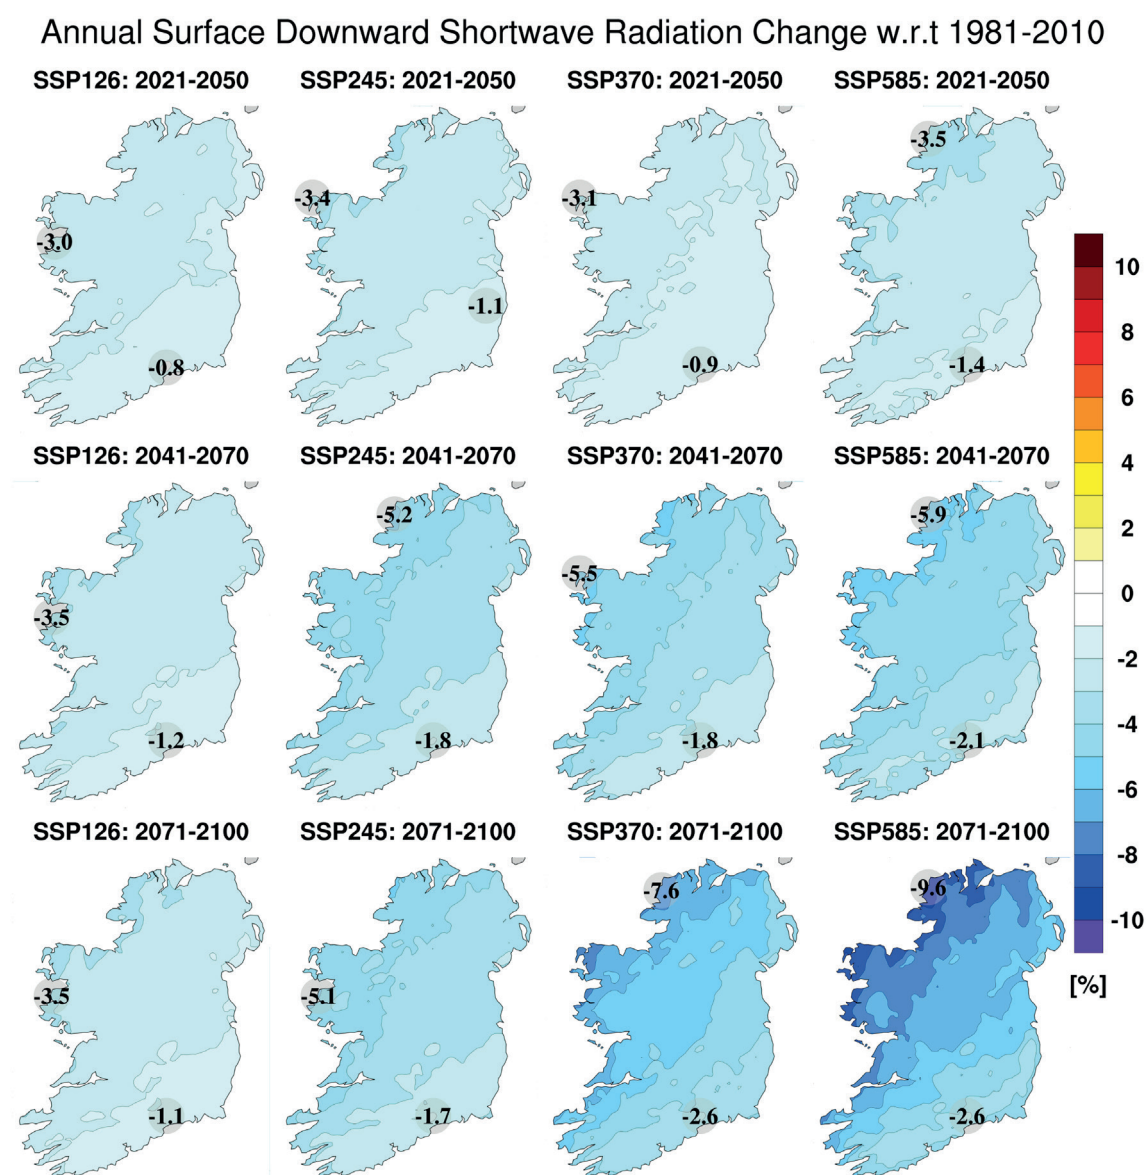 Annual Surface Downward Shortwave Radiation Change w.r.t 1981-2010
SSP126: 2021-2050
SSP245: 2021-2050
SSP370: 2021-2050
SSP585: 2021-2050
-3.0
-0.8
-3.4
-1.1
-3.1
-0.9
-3.5
-1.4
SSP126: 2041-2070
SSP245: 2041-2070
SSP370: 2041-2070
SSP585: 2041-2070
-3.5
-1.2
-5.2
-1.8
-5.5
-1.8
-5.9
-2.1
SSP126: 2071-2100
SSP245: 2071-2100
SSP370: 2071-2100
SSP585: 2071-2100
-3.5
-1.1
-5.1
-1.7
-7.6
-2.6
-9.6
-2.6
10
8
6
4
2
0
-2
-4
-6
-8
-10
[%]